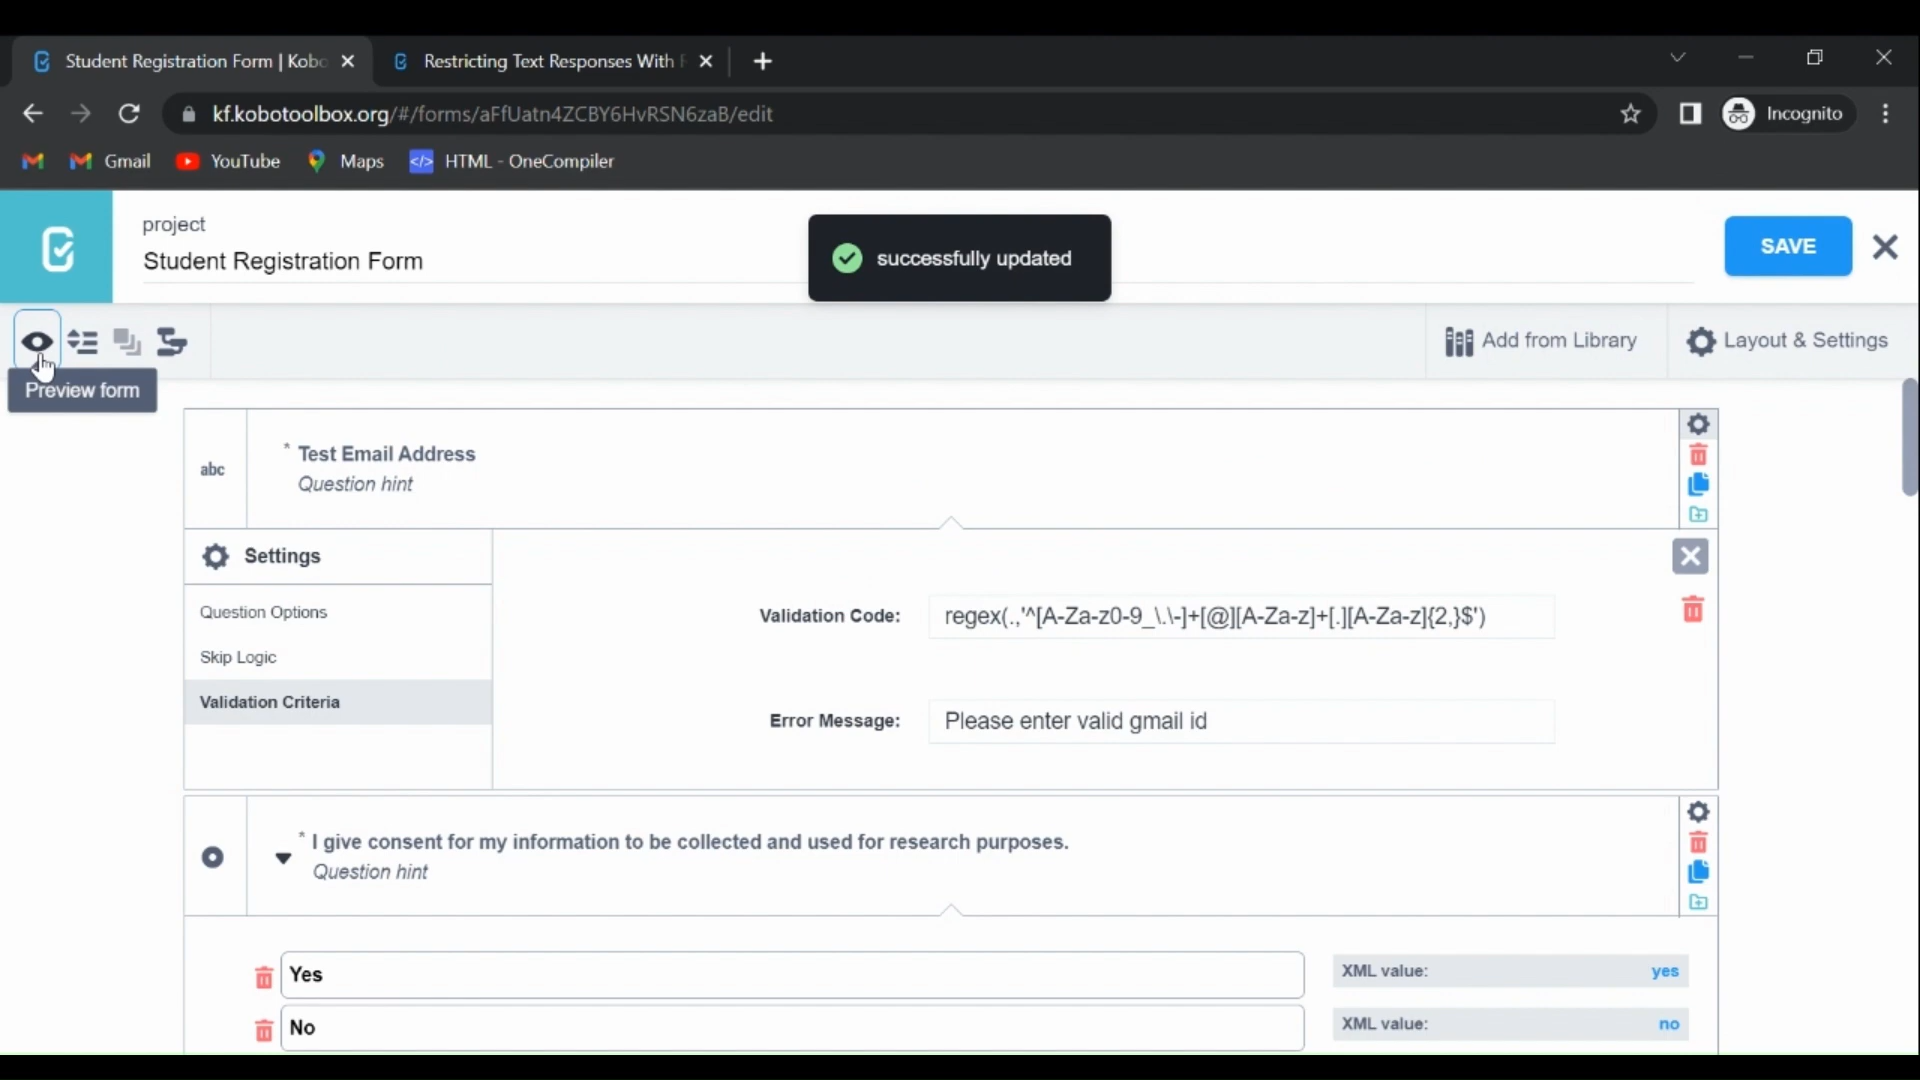 Student Registration Form | Kobo
Restricting Text Responses With
kf.kobotoolbox.org/#/forms/aFfUatn4ZCBY6HvRSN6zaB/edit
Incognito
Gmail
YouTube
Maps
HTML - OneCompiler
project
Student Registration Form
successfully updated
SAVE
Add from Library
Layout & Settings
Preview form
abc
* Test Email Address
Question hint
Settings
Question Options
Skip Logic
Validation Criteria
Validation Code:
regex(.,'^[A-Za-z0-9_\.\-]+[@][A-Za-z]+[.][A-Za-z]{2,}$')
Error Message:
Please enter valid gmail id
* I give consent for my information to be collected and used for research purposes.
Question hint
Yes
XML value: yes
No
XML value: no